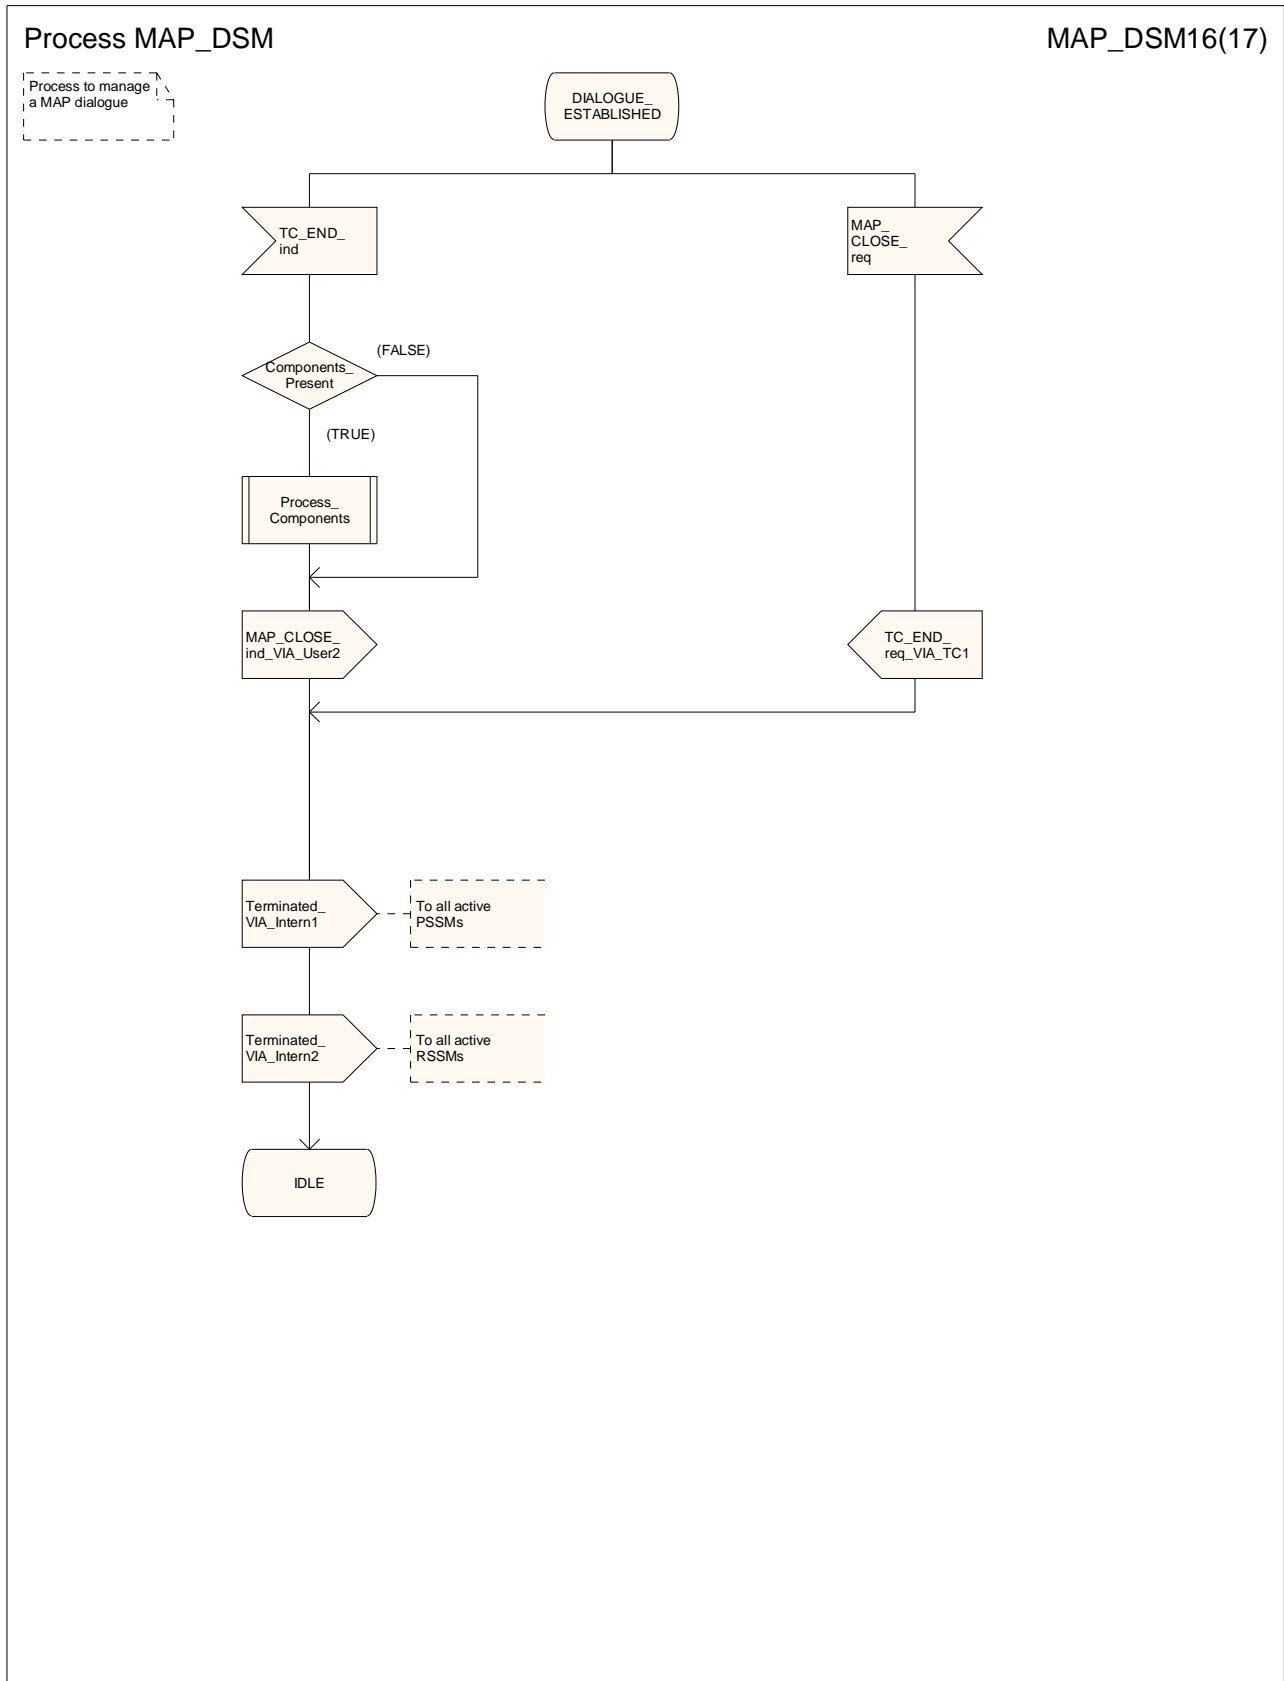 Process MAP_DSM
MAP_DSM16(17)
Process to manage
a MAP dialogue
DIALOGUE_
ESTABLISHED
TC_END_
ind
MAP_
CLOSE_
req
(FALSE)
Components_
Present
(TRUE)
Process_
Components
MAP_CLOSE_
ind_VIA_User2
TC_END_
req_VIA_TC1
Terminated_
VIA_Intern1
To all active
PSSMs
Terminated_
VIA_Intern2
To all active
RSSMs
IDLE